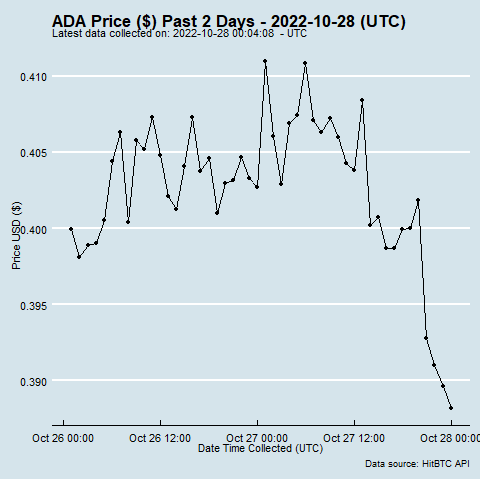 ADA Price ($) Past 2 Days - 2022-10-28 (UTC)
Latest data collected on: 2022-10-28 00:04:08  - UTC
0.410
0.405
0.400
0.395
0.390
Price USD ($)
Oct 26 00:00 Oct 26 12:00 Oct 27 00:00 Oct 27 12:00 Oct 28 00:00
Date Time Collected (UTC)
Data source: HitBTC API